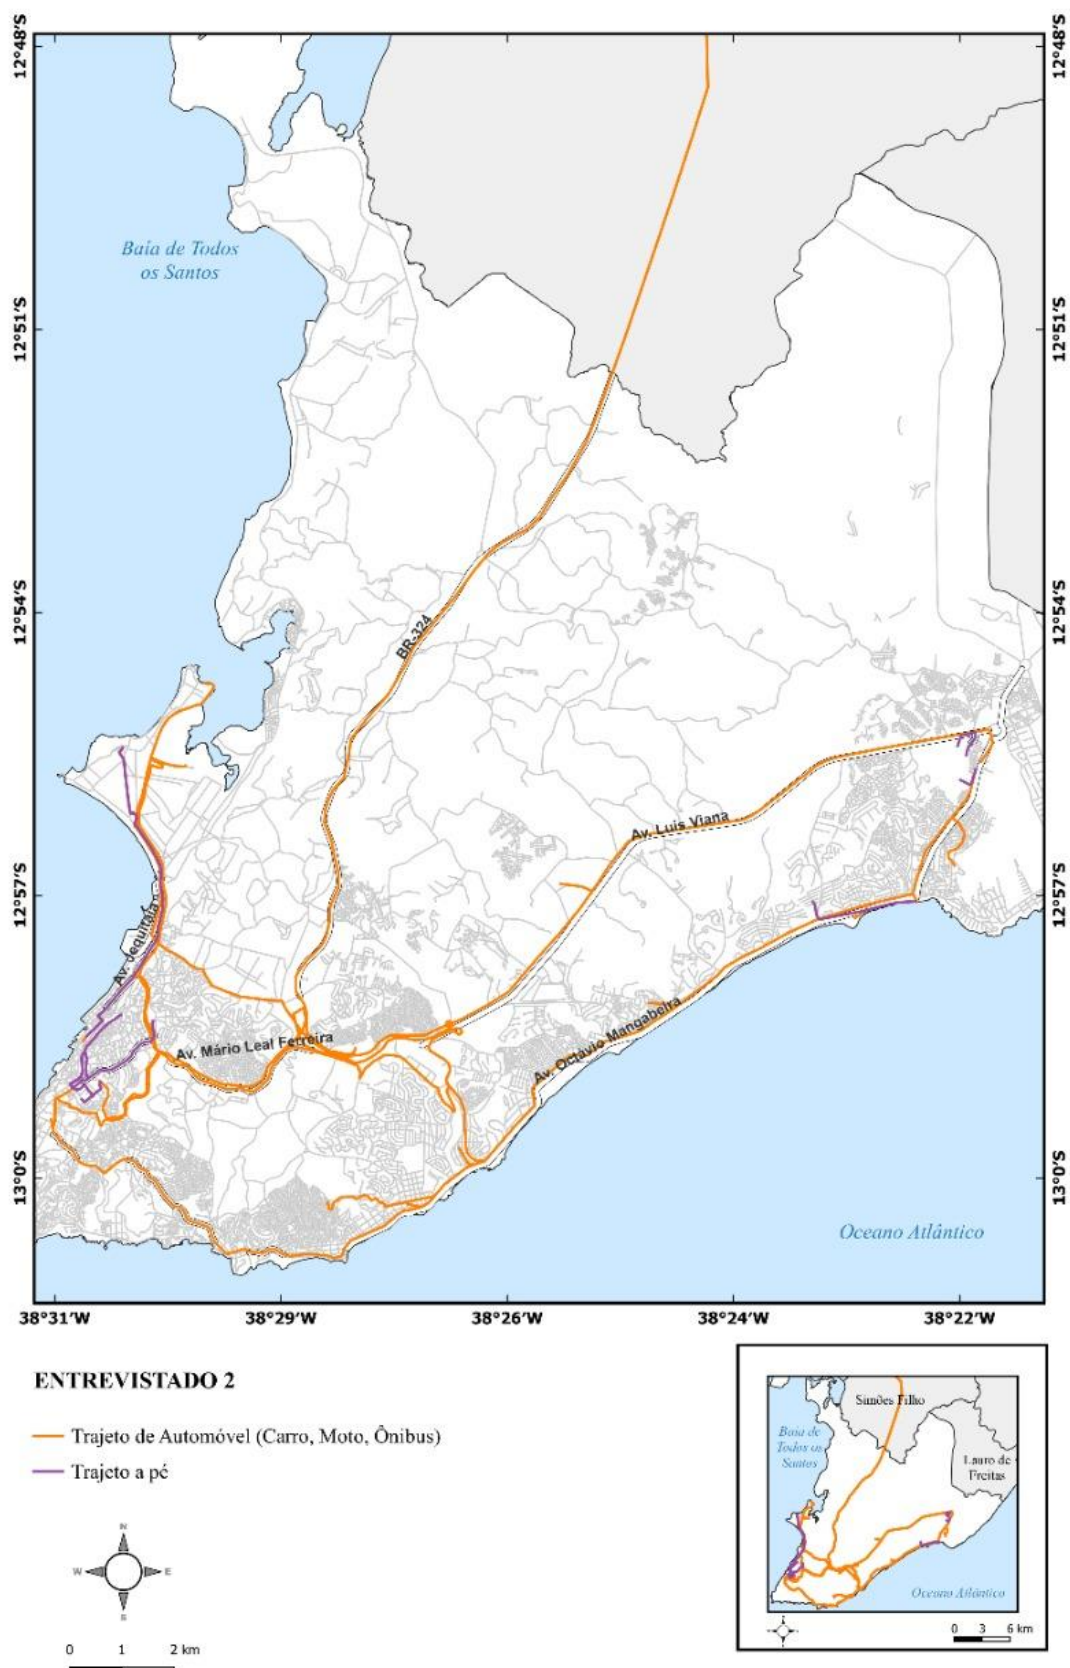 12°48'S
12°48'S
Baía de Todos
os Santos
12°51'S
12°51'S
12°54'S
12°54'S
BR-324
Av. Luis Viana
12°57'S
12°57'S
Av. Jequitaia
Av. Octavio Mangabeira
Av. Mário Leal Ferreira
13°0'S
13°0'S
Oceano Atlântico
38°31'W
38°29'W
38°26'W
38°24'W
38°22'W
ENTREVISTADO 2
Trajeto de Automóvel (Carro, Moto, Ônibus)
Trajeto a pé
N
W
E
S
0 1 2 km
Simões Filho
Baia de
Todos os
Santos
Lauro de
Freitas
Oceano Atlântico
0 3 6 km